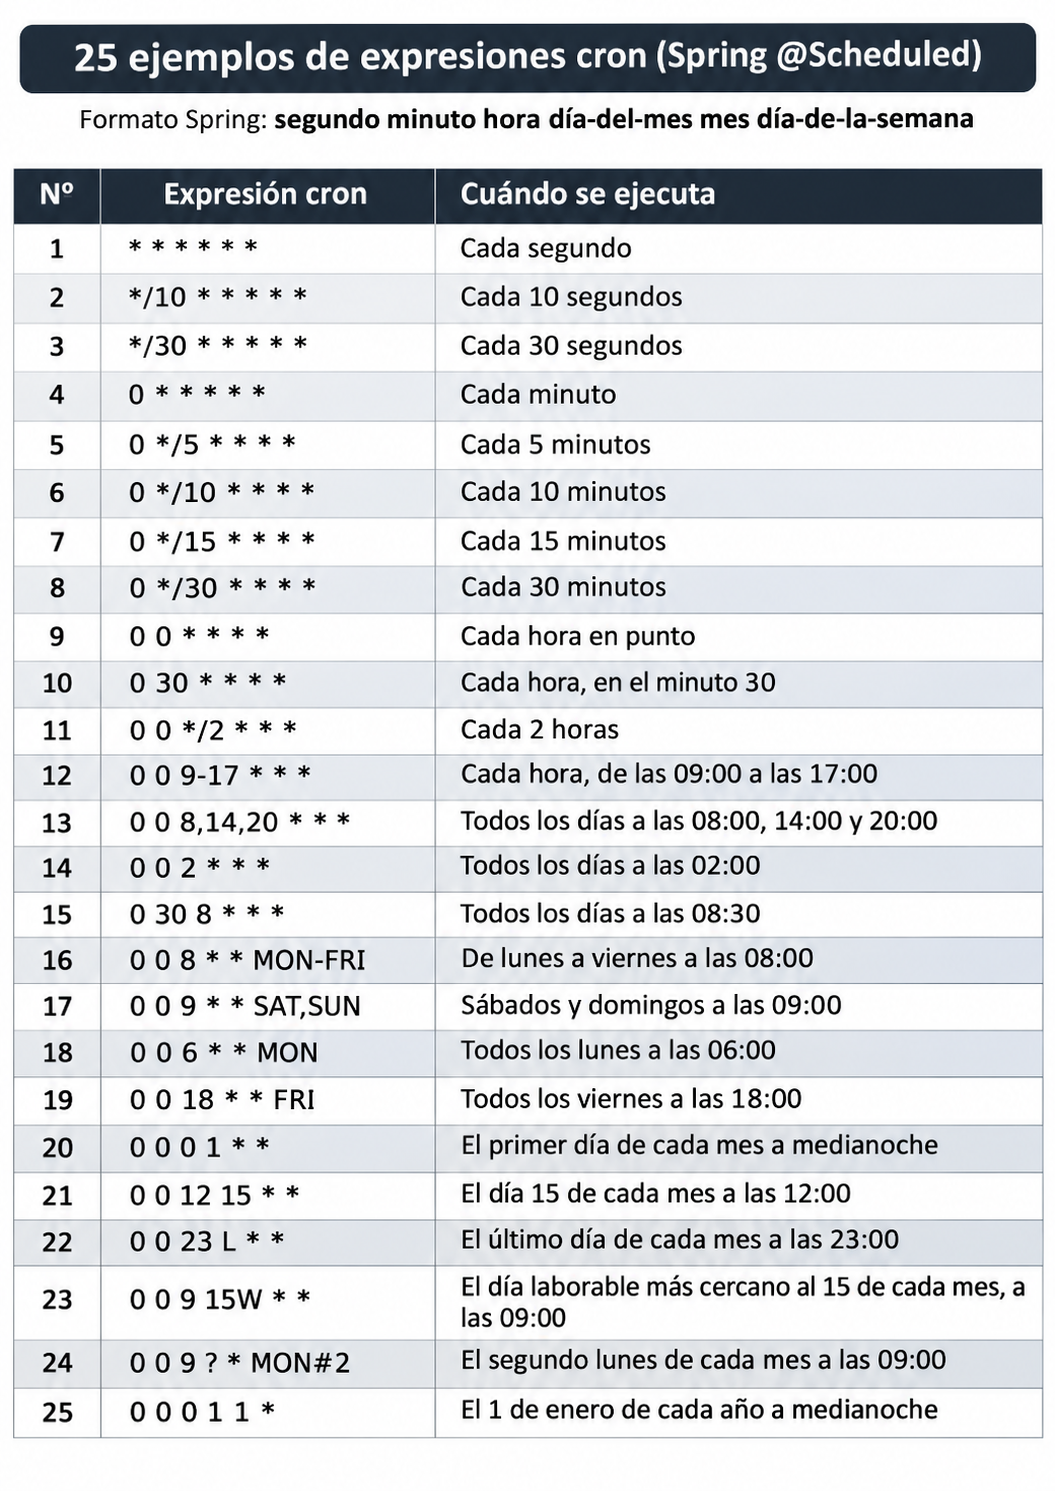 25 ejemplos de expresiones cron (Spring @Scheduled)
Formato Spring: segundo minuto hora día-del-mes mes día-de-la-semana
Nº Expresión cron Cuándo se ejecuta
1 * * * * * * Cada segundo
2 */10 * * * * * Cada 10 segundos
3 */30 * * * * * Cada 30 segundos
4 0 * * * * * Cada minuto
5 0 */5 * * * * Cada 5 minutos
6 0 */10 * * * * Cada 10 minutos
7 0 */15 * * * * Cada 15 minutos
8 0 */30 * * * * Cada 30 minutos
9 0 0 * * * * Cada hora en punto
10 0 30 * * * * Cada hora, en el minuto 30
11 0 0 */2 * * * Cada 2 horas
12 0 0 9-17 * * * Cada hora, de las 09:00 a las 17:00
13 0 0 8,14,20 * * * Todos los días a las 08:00, 14:00 y 20:00
14 0 0 2 * * * Todos los días a las 02:00
15 0 30 8 * * * Todos los días a las 08:30
16 0 0 8 * * MON-FRI De lunes a viernes a las 08:00
17 0 0 9 * * SAT,SUN Sábados y domingos a las 09:00
18 0 0 6 * * MON Todos los lunes a las 06:00
19 0 0 18 * * FRI Todos los viernes a las 18:00
20 0 0 0 1 * * El primer día de cada mes a medianoche
21 0 0 12 15 * * El día 15 de cada mes a las 12:00
22 0 0 23 L * * El último día de cada mes a las 23:00
23 0 0 9 15W * * El día laborable más cercano al 15 de cada mes, a
las 09:00
24 0 0 9 ? * MON#2 El segundo lunes de cada mes a las 09:00
25 0 0 0 1 1 * El 1 de enero de cada año a medianoche